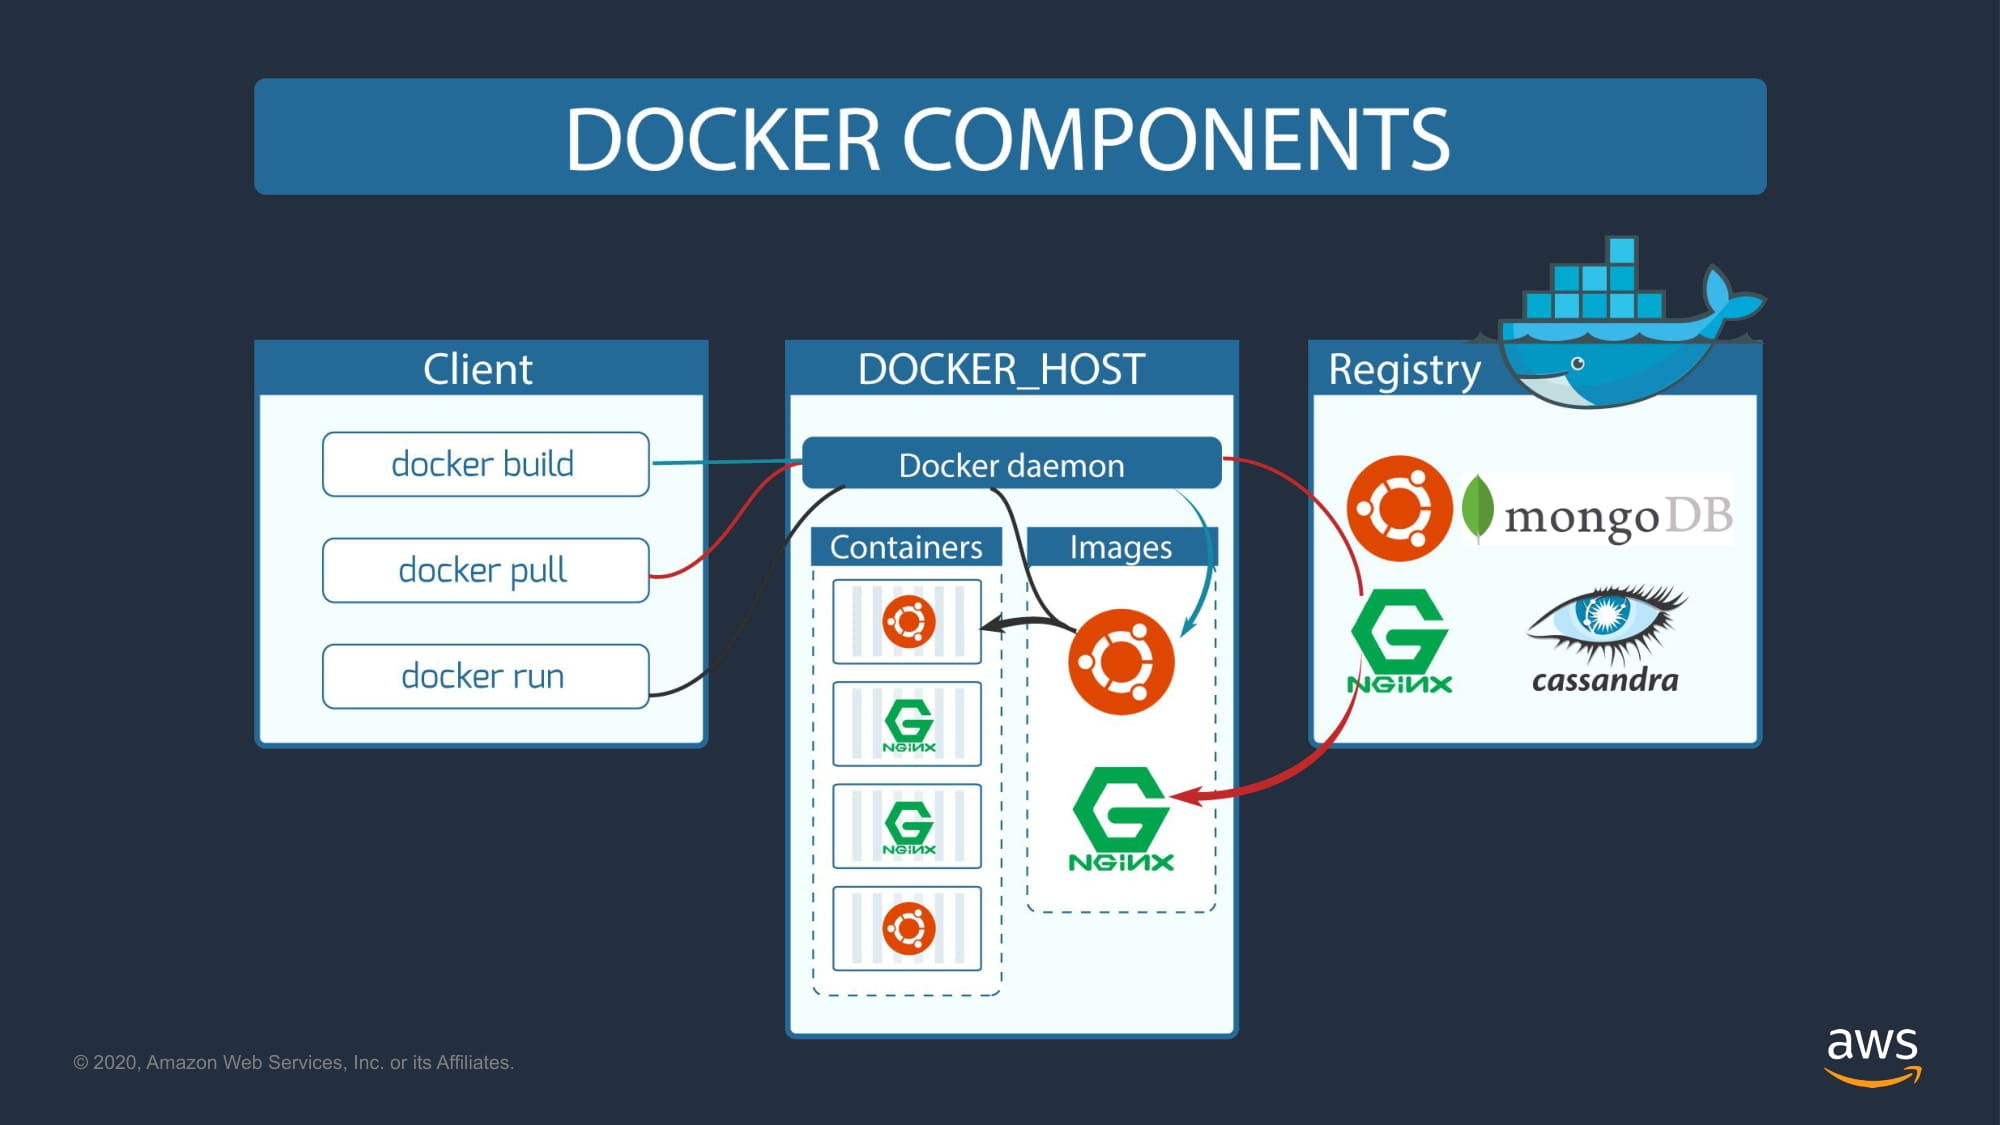 DOCKER COMPONENTS
Client
docker build
docker pull
docker run
DOCKER_HOST
Docker daemon
Containers
NGiNX
NGiNX
Images
NGiNX
Registry
mongoDB
NGiNX
cassandra
© 2020, Amazon Web Services, Inc. or its Affiliates.
aws